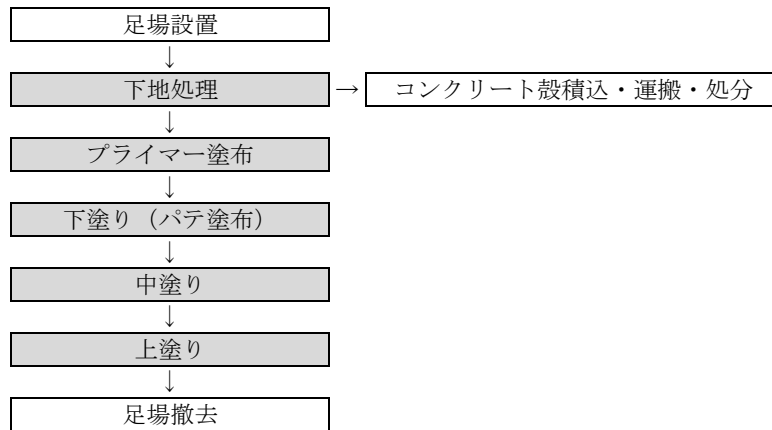 足場設置
↓
下地処理 → コンクリート殻積込・運搬・処分
↓
プライマー塗布
↓
下塗り（パテ塗布）
↓
中塗り
↓
上塗り
↓
足場撤去